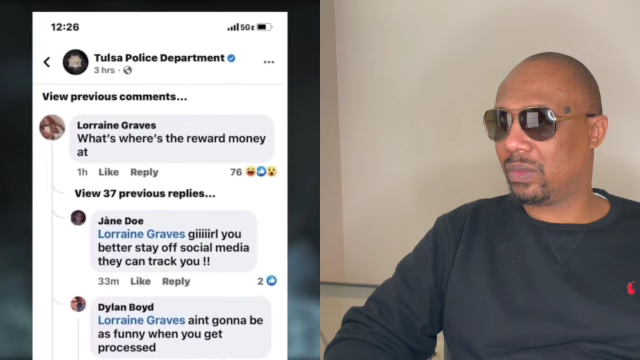 12:26
5GE
Tulsa Police Department
3 hrs ·
View previous comments...
Lorraine Graves
What's where's the reward money
at
1h Like Reply 76
View 37 previous replies...
Jàne Doe
Lorraine Graves giiiiirl you
better stay off social media
they can track you !!
33m Like Reply 2
Dylan Boyd
Lorraine Graves aint gonna be
as funny when you get
processed